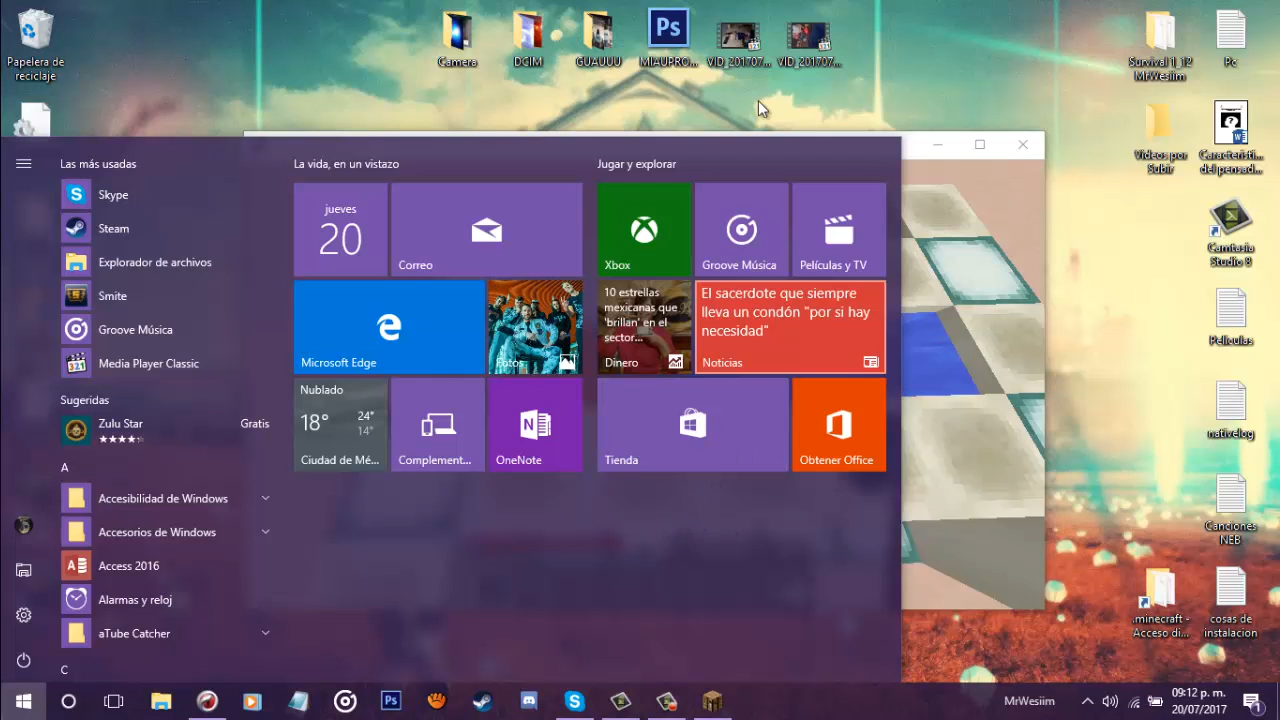 Papelera de
reciclaje
Camera
DCIM
GUAUUU
Ps
MIAUPRO...
VID_201707...
VID_201707...
Survival 1_12
MrWesiim
Pc
Videos por
Subir
Caracteristi...
del pensad...
Camtasia
Studio 8
Peliculas
nativelog
Canciones
NEB
.minecraft -
Acceso di...
cosas de
instalacion
Las más usadas
Skype
Steam
Explorador de archivos
Smite
Groove Música
Media Player Classic
Sugeridas
Zulu Star
Gratis
A
Accesibilidad de Windows
Accesorios de Windows
Access 2016
Alarmas y reloj
aTube Catcher
C
La vida, en un vistazo
jueves
20
Correo
Microsoft Edge
Fotos
Nublado
18°
24°
14°
Ciudad de Mé...
Complement...
OneNote
Jugar y explorar
Xbox
Groove Música
Películas y TV
10 estrellas
mexicanas que
'brillan' en el
sector...
Dinero
El sacerdote que siempre
lleva un condón "por si hay
necesidad"
Noticias
Tienda
Obtener Office
Ps
MrWesiim
09:12 p. m.
20/07/2017
1